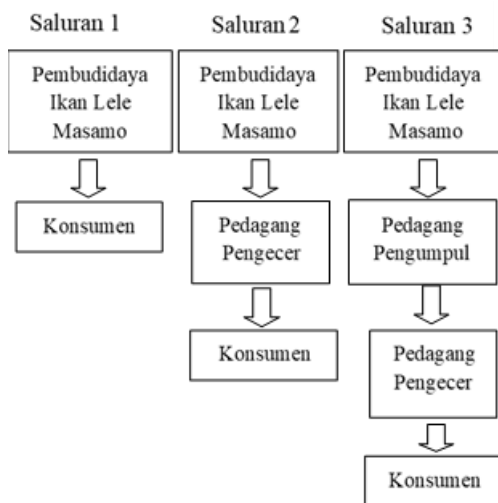 Saluran 1
Pembudidaya
Ikan Lele
Masamo
Konsumen
Saluran 2
Pembudidaya
Ikan Lele
Masamo
Pedagang
Pengecer
Konsumen
Saluran 3
Pembudidaya
Ikan Lele
Masamo
Pedagang
Pengumpul
Pedagang
Pengecer
Konsumen